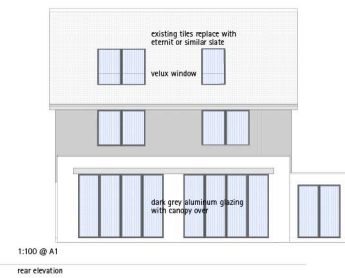 existing tiles replace with
eternit or similar slate
velux window
dark grey aluminum glazing
with canopy over
1:100 @ A1
rear elevation